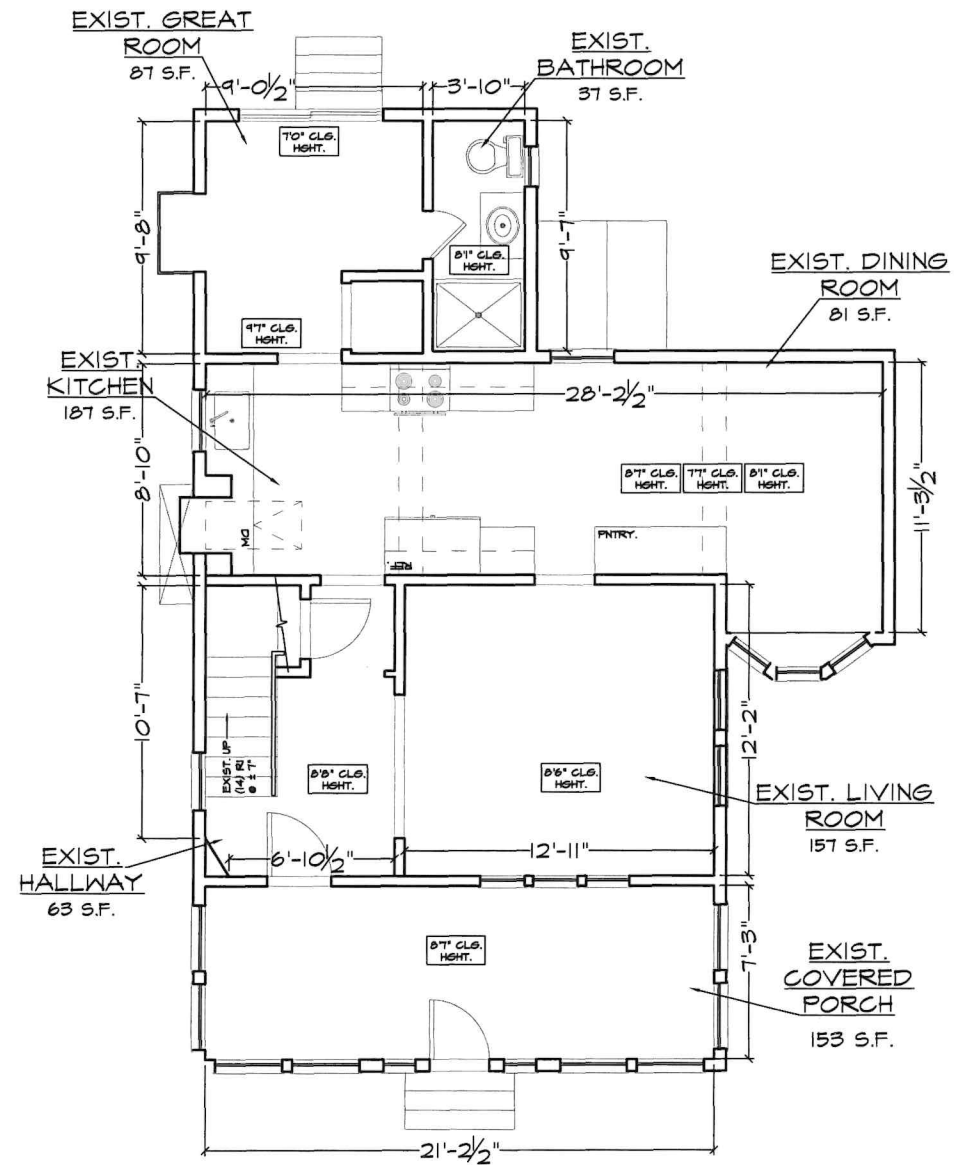 EXIST. GREAT
ROOM
87 S.F.
9'-0½"
EXIST.
BATHROOM
37 S.F.
3'-10"
7'0" CLG.
HGHT.
9'-8"
8'1" CLG.
HGHT.
9'-7"
EXIST. DINING
ROOM
81 S.F.
9'7" CLG.
HGHT.
EXIST.
KITCHEN
187 S.F.
28'-2½"
8'-10"
8'7" CLG.
HGHT.
7'7" CLG.
HGHT.
8'1" CLG.
HGHT.
11'-3½"
DW
REF.
PNTRY.
10'-7"
EXIST. UP
(14) RI
@ ± 7"
8'8" CLG.
HGHT.
8'6" CLG.
HGHT.
12'-2"
EXIST. LIVING
ROOM
157 S.F.
EXIST.
HALLWAY
63 S.F.
6'-10½"
12'-11"
8'7" CLG.
HGHT.
7'-3"
EXIST.
COVERED
PORCH
153 S.F.
21'-2½"